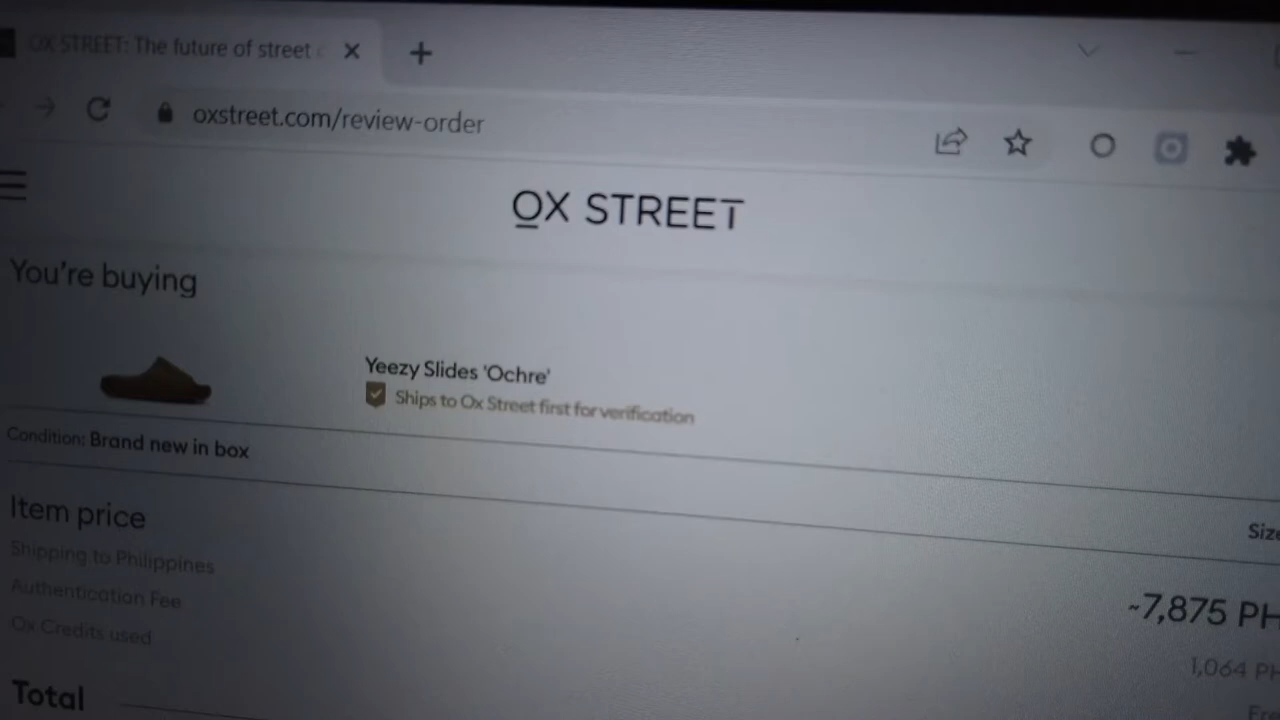 OX STREET: The future of street
oxstreet.com/review-order
OX STREET
You're buying
Yeezy Slides 'Ochre'
Ships to Ox Street first for verification
Condition: Brand new in box
Size
Item price
~7,875 PH
Shipping to Philippines
1,064 PH
Authentication Fee
Fre
Ox Credits used
Total